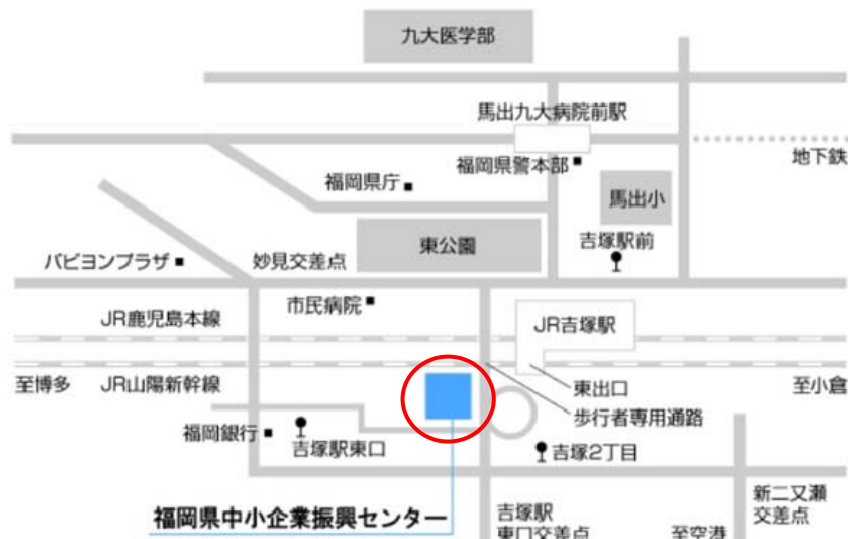 九大医学部
馬出九大病院前駅
地下鉄
福岡県警本部
福岡県庁
馬出小
東公園
吉塚駅前
パピヨンプラザ
妙見交差点
市民病院
JR鹿児島本線
JR吉塚駅
至博多
JR山陽新幹線
東出口
至小倉
歩行者専用通路
福岡銀行
吉塚駅東口
吉塚2丁目
新二又瀬
交差点
福岡県中小企業振興センター
吉塚駅
東口交差点
至空港